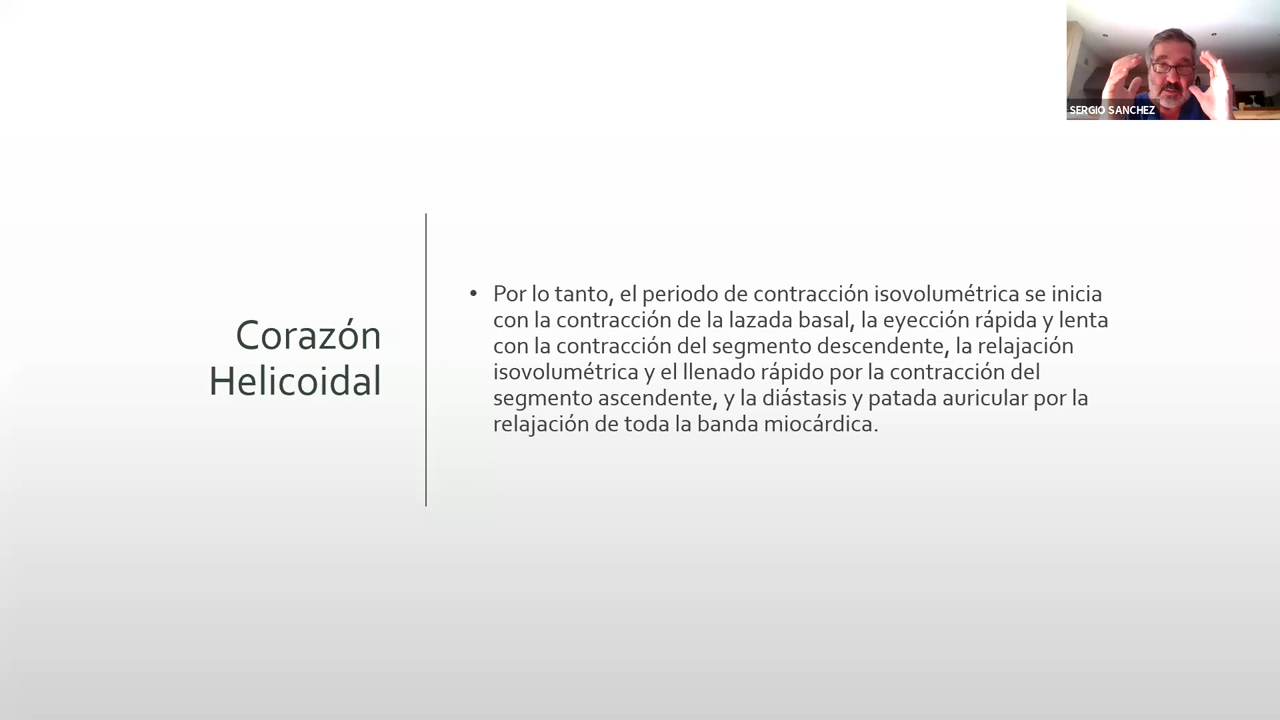 SERGIO SANCHEZ
Corazón
Helicoidal
• Por lo tanto, el periodo de contracción isovolumétrica se inicia
con la contracción de la lazada basal, la eyección rápida y lenta
con la contracción del segmento descendente, la relajación
isovolumétrica y el llenado rápido por la contracción del
segmento ascendente, y la diástasis y patada auricular por la
relajación de toda la banda miocárdica.